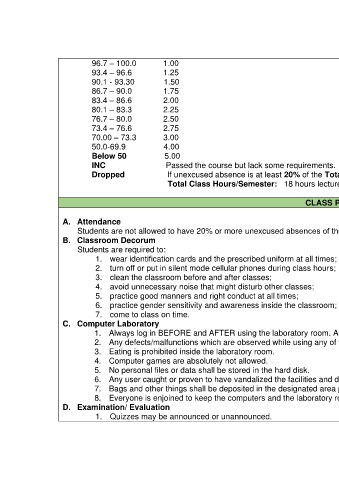 96.7 – 100.0 1.00
93.4 – 96.6 1.25
90.1 - 93.30 1.50
86.7 – 90.0 1.75
83.4 – 86.6 2.00
80.1 – 83.3 2.25
76.7 – 80.0 2.50
73.4 – 76.6 2.75
70.00 – 73.3 3.00
50.0-69.9 4.00
Below 50 5.00
INC Passed the course but lack some requirements.
Dropped If unexcused absence is at least 20% of the Tota
Total Class Hours/Semester: 18 hours lecture
CLASS P
A. Attendance
Students are not allowed to have 20% or more unexcused absences of th
B. Classroom Decorum
Students are required to:
1. wear identification cards and the prescribed uniform at all times;
2. turn off or put in silent mode cellular phones during class hours;
3. clean the classroom before and after classes;
4. avoid unnecessary noise that might disturb other classes;
5. practice good manners and right conduct at all times;
6. practice gender sensitivity and awareness inside the classroom;
7. come to class on time.
C. Computer Laboratory
1. Always log in BEFORE and AFTER using the laboratory room. A
2. Any defects/malfunctions which are observed while using any of
3. Eating is prohibited inside the laboratory room.
4. Computer games are absolutely not allowed.
5. No personal files or data shall be stored in the hard disk.
6. Any user caught or proven to have vandalized the facilities and d
7. Bags and other things shall be deposited in the designated area
8. Everyone is enjoined to keep the computers and the laboratory ro
D. Examination/ Evaluation
1. Quizzes may be announced or unannounced.